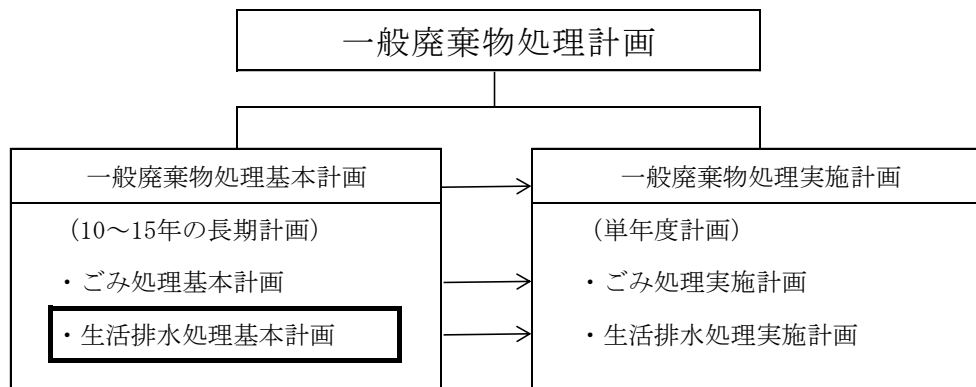 一般廃棄物処理計画
一般廃棄物処理基本計画
(10～15年の長期計画)
・ごみ処理基本計画
・生活排水処理基本計画
一般廃棄物処理実施計画
(単年度計画)
・ごみ処理実施計画
・生活排水処理実施計画